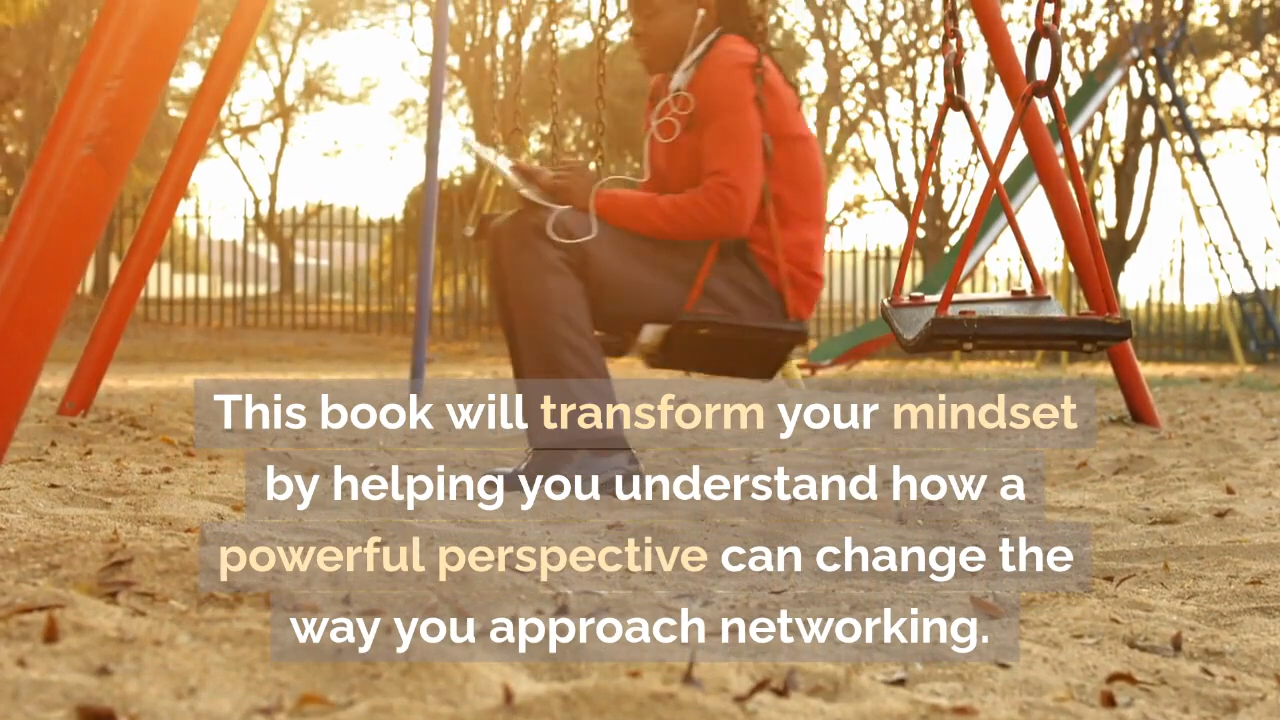 This book will transform your mindset
by helping you understand how a
powerful perspective can change the
way you approach networking.